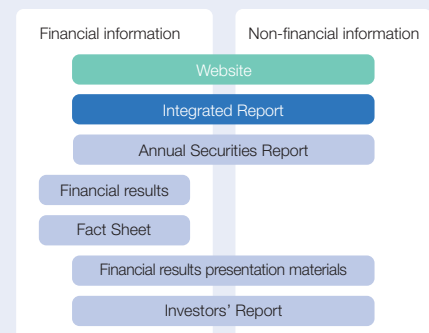 Financial information
Non-financial information
Website
Integrated Report
Annual Securities Report
Financial results
Fact Sheet
Financial results presentation materials
Investors’ Report